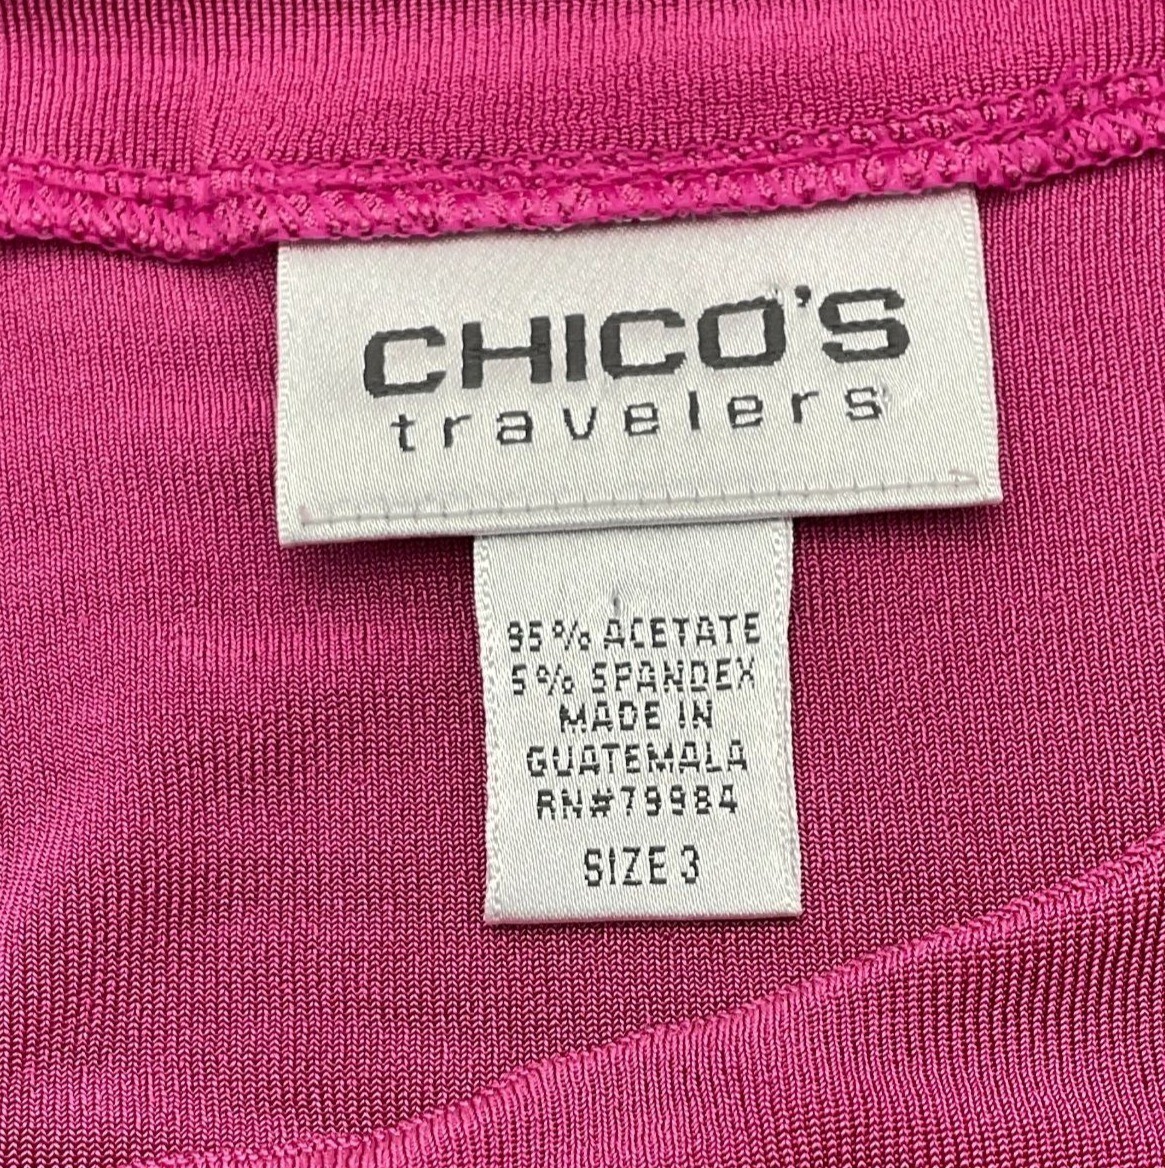 CHICO'S
travelers
95% ACETATE
5% SPANDEX
MADE IN
GUATEMALA
RN#79984
SIZE 3